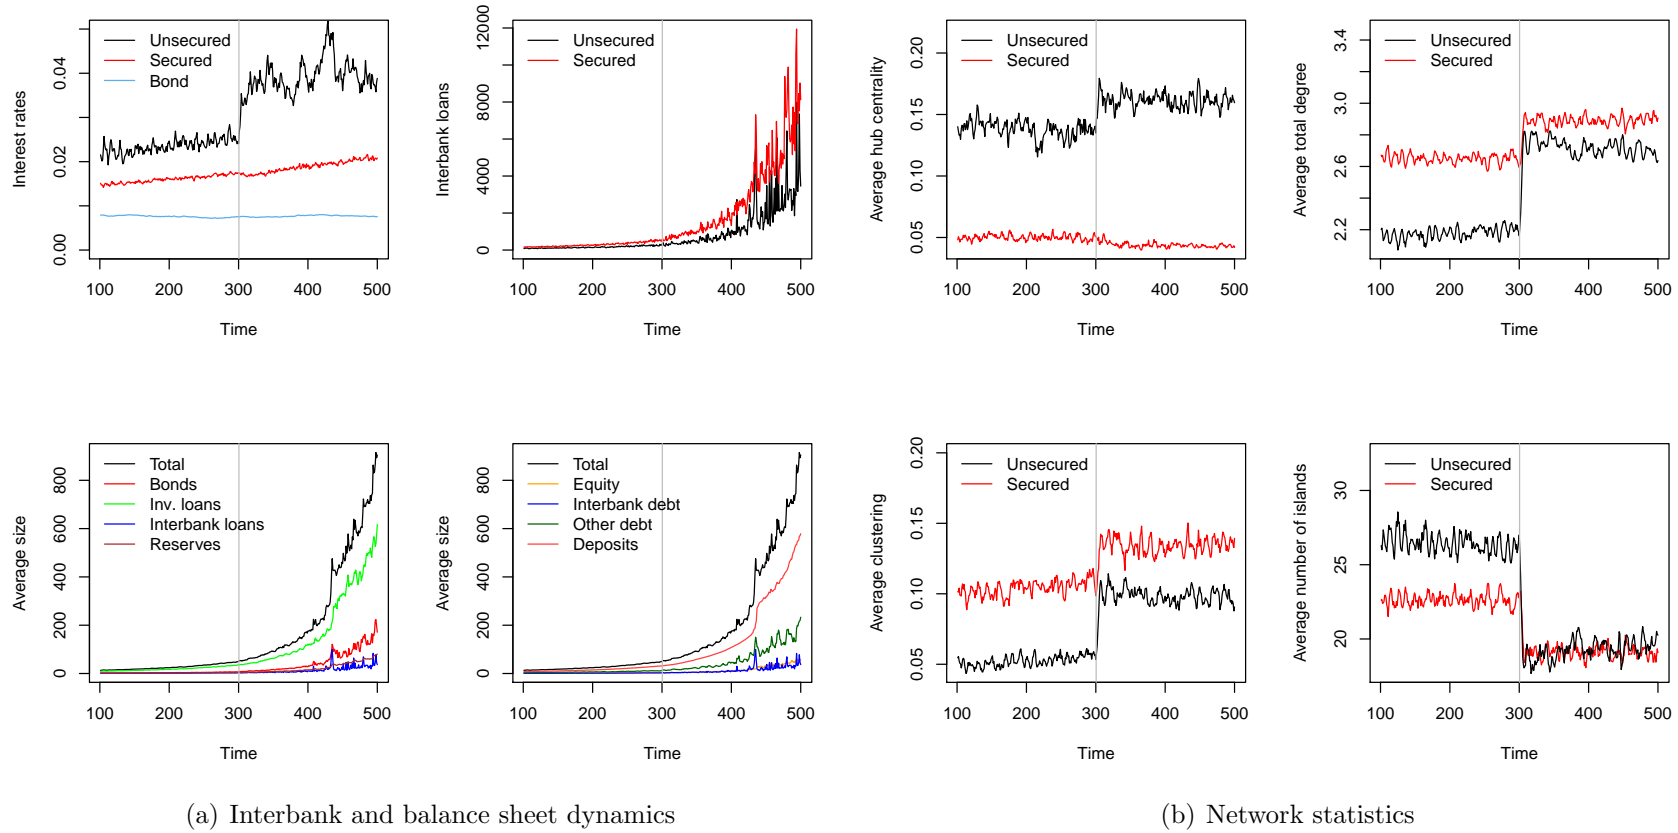 Interest rates
0.00
0.02
0.04
Unsecured
Secured
Bond
100
200
300
400
500
Time
Interbank loans
0
4000
8000
12000
Unsecured
Secured
100
200
300
400
500
Time
Average hub centrality
0.05
0.10
0.15
0.20
Unsecured
Secured
100
200
300
400
500
Time
Average total degree
2.2
2.6
3.0
3.4
Unsecured
Secured
100
200
300
400
500
Time
Average size
0
200
400
600
800
Total
Bonds
Inv. loans
Interbank loans
Reserves
100
200
300
400
500
Time
Average size
0
200
400
600
800
Total
Equity
Interbank debt
Other debt
Deposits
100
200
300
400
500
Time
Average clustering
0.05
0.10
0.15
0.20
Unsecured
Secured
100
200
300
400
500
Time
Average number of islands
20
25
30
Unsecured
Secured
100
200
300
400
500
Time
(a) Interbank and balance sheet dynamics
(b) Network statistics